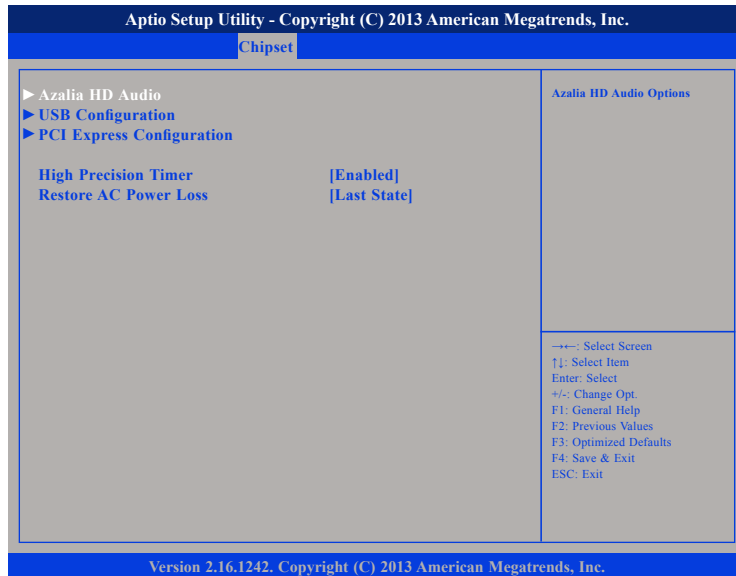 Aptio Setup Utility - Copyright (C) 2013 American Megatrends, Inc.
Chipset
► Azalia HD Audio
► USB Configuration
► PCI Express Configuration
High Precision Timer [Enabled]
Restore AC Power Loss [Last State]
Azalia HD Audio Options
→←: Select Screen
↑↓: Select Item
Enter: Select
+/-: Change Opt.
F1: General Help
F2: Previous Values
F3: Optimized Defaults
F4: Save & Exit
ESC: Exit
Version 2.16.1242. Copyright (C) 2013 American Megatrends, Inc.